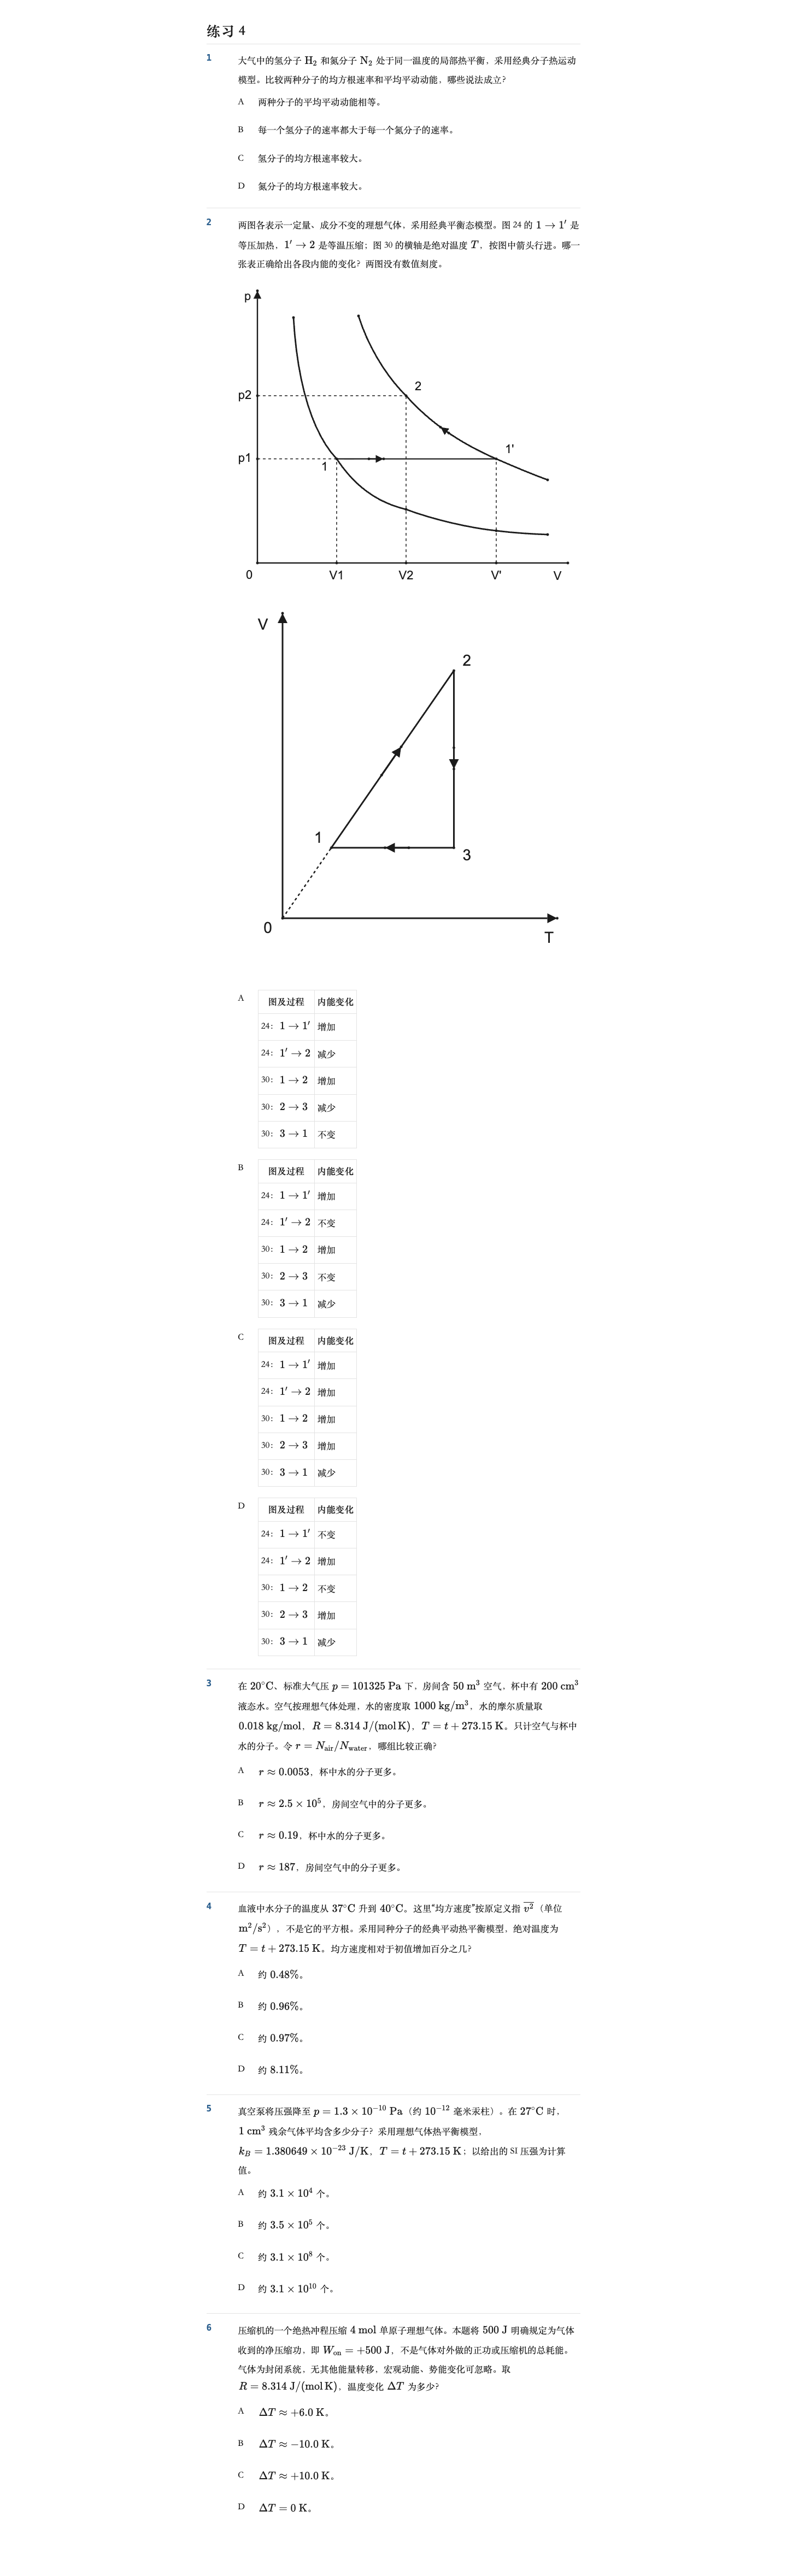 练习 4
1
大气中的氢分子 H₂ 和氮分子 N₂ 处于同一温度的局部热平衡，采用经典分子热运动
模型。比较两种分子的均方根速率和平均平动动能，哪些说法成立？
A 两种分子的平均平动动能相等。
B 每一个氢分子的速率都大于每一个氮分子的速率。
C 氢分子的均方根速率较大。
D 氮分子的均方根速率较大。
2
两图各表示一定量、成分不变的理想气体，采用经典平衡态模型。图 24 的 1 → 1′ 是
等压加热，1′ → 2 是等温压缩；图 30 的横轴是绝对温度 T，按图中箭头行进。哪一
张表正确给出各段内能的变化？两图没有数值刻度。
p
2
p2
1'
p1
1
0 V1 V2 V' V
V
2
1
3
0
T
A
图及过程 内能变化
24: 1 → 1′ 增加
24: 1′ → 2 减少
30: 1 → 2 增加
30: 2 → 3 减少
30: 3 → 1 不变
B
图及过程 内能变化
24: 1 → 1′ 增加
24: 1′ → 2 不变
30: 1 → 2 增加
30: 2 → 3 不变
30: 3 → 1 减少
C
图及过程 内能变化
24: 1 → 1′ 增加
24: 1′ → 2 增加
30: 1 → 2 增加
30: 2 → 3 增加
30: 3 → 1 减少
D
图及过程 内能变化
24: 1 → 1′ 不变
24: 1′ → 2 增加
30: 1 → 2 不变
30: 2 → 3 增加
30: 3 → 1 减少
3
在 20°C、标准大气压 p = 101325 Pa 下，房间含 50 m³ 空气，杯中有 200 cm³
液态水。空气按理想气体处理，水的密度取 1000 kg/m³，水的摩尔质量取
0.018 kg/mol，R = 8.314 J/(mol K)，T = t + 273.15 K。只计空气与杯中
水的分子。令 r = N_air/N_water，哪组比较正确？
A r ≈ 0.0053，杯中水的分子更多。
B r ≈ 2.5 × 10⁵，房间空气中的分子更多。
C r ≈ 0.19，杯中水的分子更多。
D r ≈ 187，房间空气中的分子更多。
4
血液中水分子的温度从 37°C 升到 40°C。这里“均方速度”按原定义指 v̅²（单位
m²/s²），不是它的平方根。采用同种分子的经典平动热平衡模型，绝对温度为
T = t + 273.15 K。均方速度相对于初值增加百分之几？
A 约 0.48%。
B 约 0.96%。
C 约 0.97%。
D 约 8.11%。
5
真空泵将压强降至 p = 1.3 × 10⁻¹⁰ Pa（约 10⁻¹² 毫米汞柱）。在 27°C 时，
1 cm³ 残余气体平均含多少分子？采用理想气体热平衡模型，
k_B = 1.380649 × 10⁻²³ J/K，T = t + 273.15 K；以给出的 SI 压强为计算
值。
A 约 3.1 × 10⁴ 个。
B 约 3.5 × 10⁵ 个。
C 约 3.1 × 10⁸ 个。
D 约 3.1 × 10¹⁰ 个。
6
压缩机的一个绝热冲程压缩 4 mol 单原子理想气体。本题将 500 J 明确规定为气体
收到的净压缩功，即 W_on = +500 J，不是气体对外做的正功或压缩机的总耗能。
气体为封闭系统，无其他能量转移，宏观动能、势能变化可忽略。取
R = 8.314 J/(mol K)，温度变化 ΔT 为多少？
A ΔT ≈ +6.0 K。
B ΔT ≈ −10.0 K。
C ΔT ≈ +10.0 K。
D ΔT = 0 K。